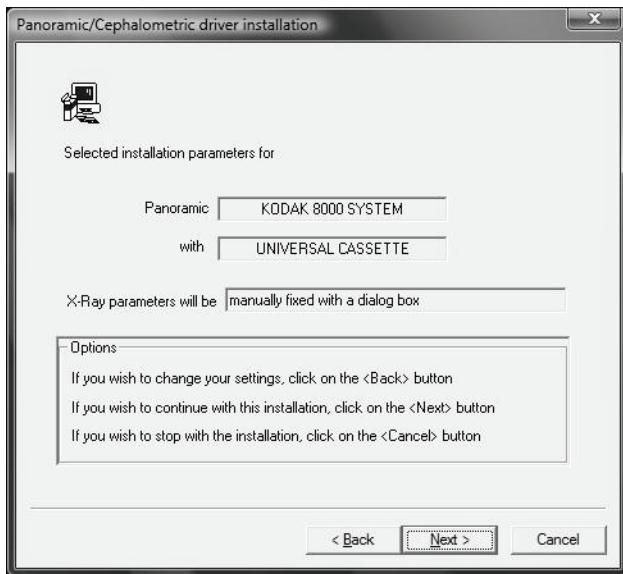 Panoramic/Cephalometric driver installation
Selected installation parameters for
Panoramic KODAK 8000 SYSTEM
with UNIVERSAL CASSETTE
X-Ray parameters will be manually fixed with a dialog box
Options
If you wish to change your settings, click on the <Back> button
If you wish to continue with this installation, click on the <Next> button
If you wish to stop with the installation, click on the <Cancel> button
< Back Next > Cancel